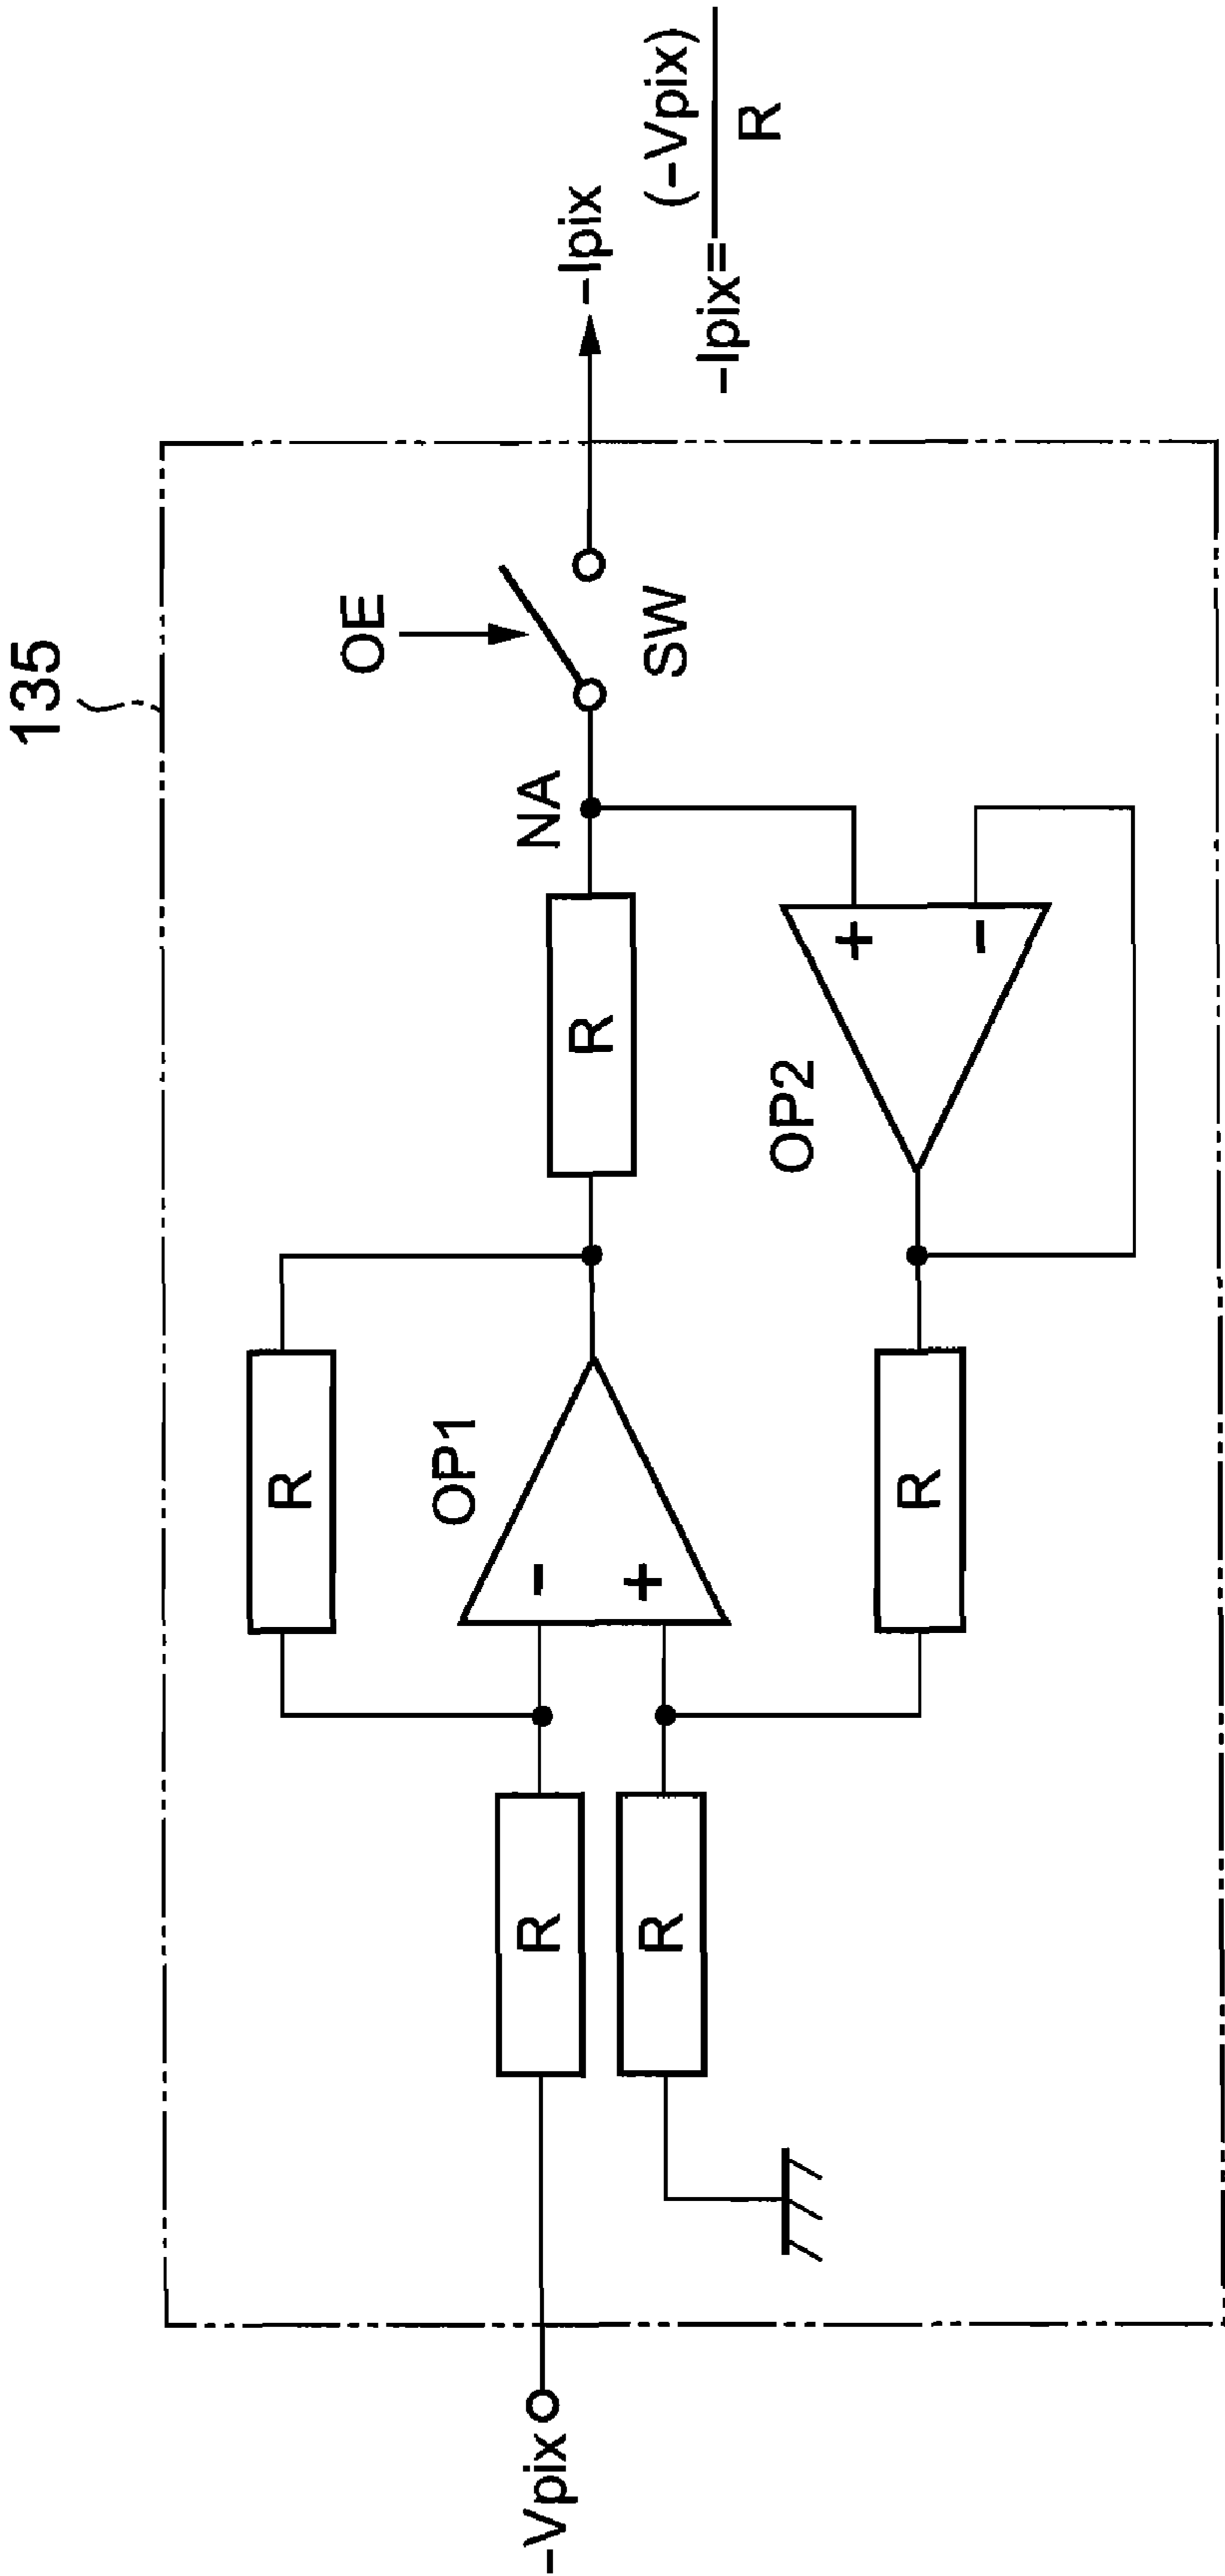 135
R
OP1
-
+
-Vpix
R
R
R
NA
OE
SW
-Ipix
-Ipix=
(-Vpix)
R
OP2
+
-
R